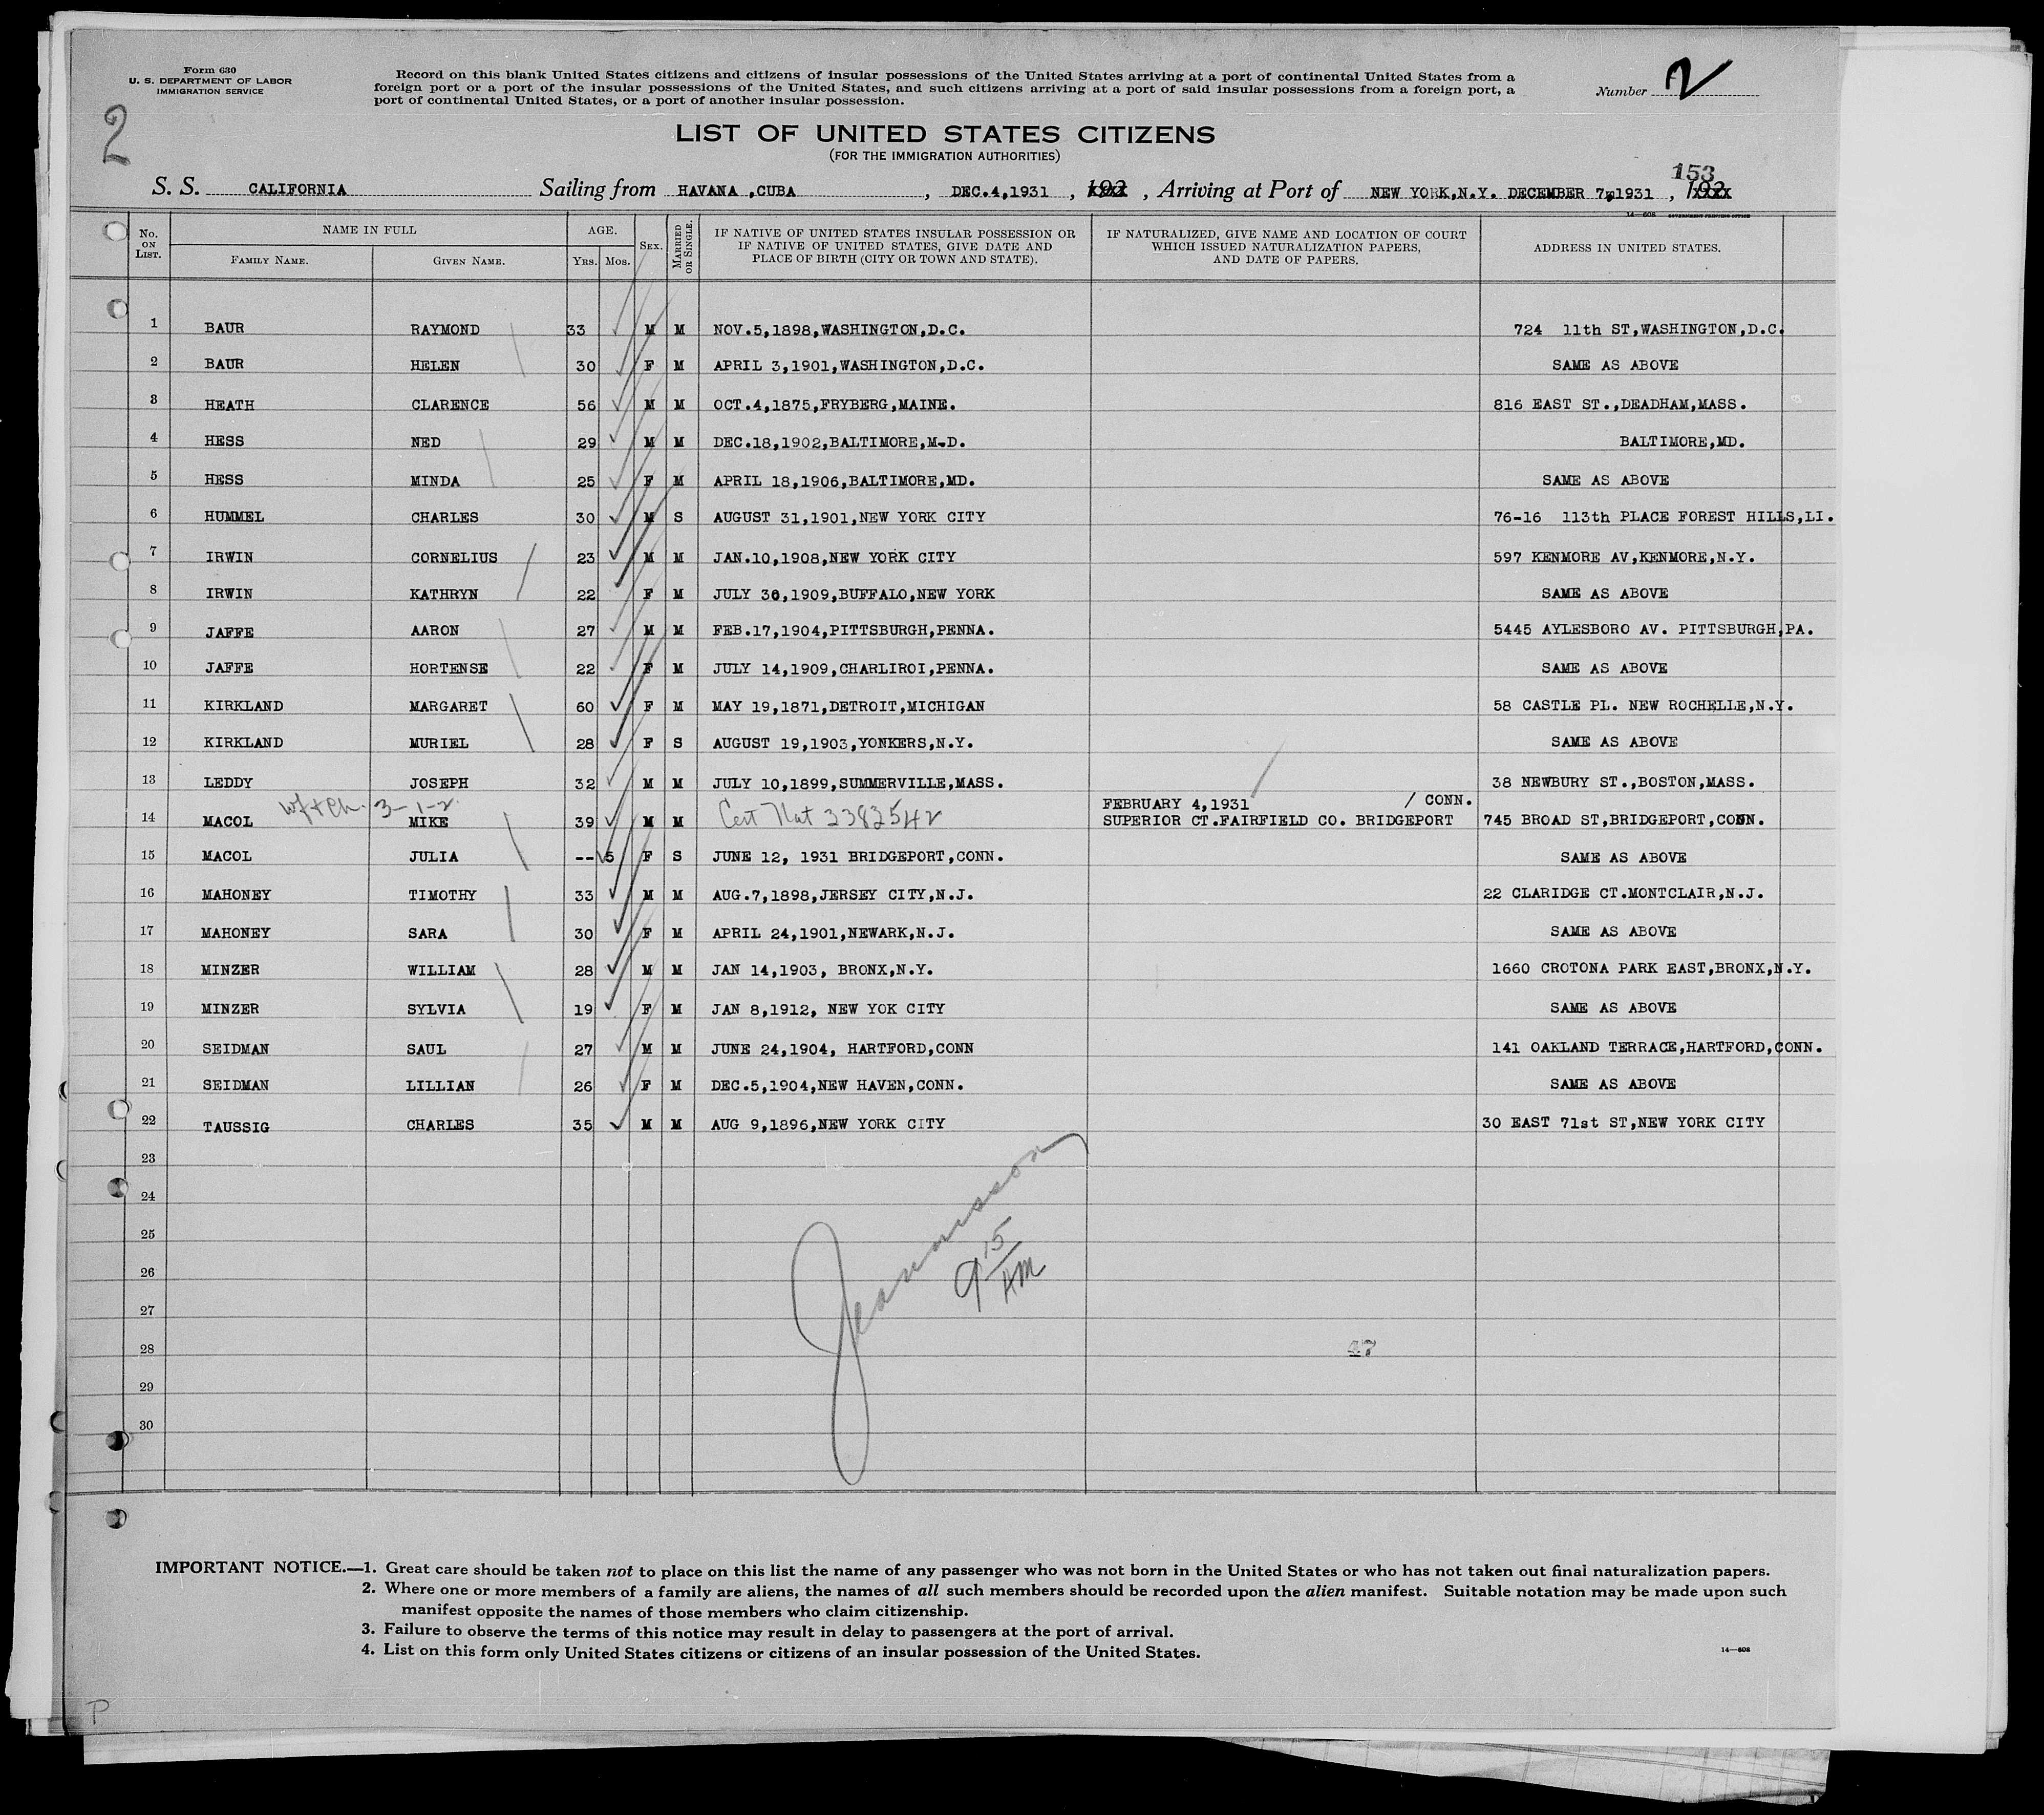 Form 630
U. S. DEPARTMENT OF LABOR
IMMIGRATION SERVICE
Record on this blank United States citizens and citizens of insular possessions of the United States arriving at a port of continental United States from a
foreign port or a port of the insular possessions of the United States, and such citizens arriving at a port of said insular possessions from a foreign port, a
port of continental United States, or a port of another insular possession.
Number 2
2
LIST OF UNITED STATES CITIZENS
(FOR THE IMMIGRATION AUTHORITIES)
153
S. S. CALIFORNIA Sailing from HAVANA ,CUBA , DEC.4,1931 , 192 , Arriving at Port of NEW YORK,N.Y. DECEMBER 7,1931 , 192
14—608 GOVERNMENT PRINTING OFFICE
No. ON LIST. NAME IN FULL FAMILY NAME. GIVEN NAME. AGE. YRS. MOS. SEX. MARRIED OR SINGLE. IF NATIVE OF UNITED STATES INSULAR POSSESSION OR IF NATIVE OF UNITED STATES, GIVE DATE AND PLACE OF BIRTH (CITY OR TOWN AND STATE). IF NATURALIZED, GIVE NAME AND LOCATION OF COURT WHICH ISSUED NATURALIZATION PAPERS, AND DATE OF PAPERS. ADDRESS IN UNITED STATES.
1 BAUR RAYMOND 33 M M NOV.5,1898,WASHINGTON,D.C. 724 11th ST,WASHINGTON,D.C.
2 BAUR HELEN 30 F M APRIL 3,1901,WASHINGTON,D.C. SAME AS ABOVE
3 HEATH CLARENCE 56 M M OCT.4,1875,FRYBERG,MAINE. 816 EAST ST.,DEADHAM,MASS.
4 HESS NED 29 M M DEC.18,1902,BALTIMORE,M-D. BALTIMORE,MD.
5 HESS MINDA 25 F M APRIL 18,1906,BALTIMORE,MD. SAME AS ABOVE
6 HUMMEL CHARLES 30 M S AUGUST 31,1901,NEW YORK CITY 76-16 113th PLACE FOREST HILLS,LI.
7 IRWIN CORNELIUS 23 M M JAN.10,1908,NEW YORK CITY 597 KENMORE AV,KENMORE,N.Y.
8 IRWIN KATHRYN 22 F M JULY 30,1909,BUFFALO,NEW YORK SAME AS ABOVE
9 JAFFE AARON 27 M M FEB.17,1904,PITTSBURGH,PENNA. 5445 AYLESBORO AV. PITTSBURGH,PA.
10 JAFFE HORTENSE 22 F M JULY 14,1909,CHARLIROI,PENNA. SAME AS ABOVE
11 KIRKLAND MARGARET 60 F M MAY 19,1871,DETROIT,MICHIGAN 58 CASTLE PL. NEW ROCHELLE,N.Y.
12 KIRKLAND MURIEL 28 F S AUGUST 19,1903,YONKERS,N.Y. SAME AS ABOVE
13 LEDDY JOSEPH 32 M M JULY 10,1899,SUMMERVILLE,MASS. 38 NEWBURY ST.,BOSTON,MASS.
wf+ch. 3-1-2 FEBRUARY 4,1931 / CONN.
14 MACOL MIKE 39 M M Cert Nat 3382542 SUPERIOR CT.FAIRFIELD CO. BRIDGEPORT 745 BROAD ST,BRIDGEPORT,CONN.
15 MACOL JULIA -- 5 F S JUNE 12, 1931 BRIDGEPORT,CONN. SAME AS ABOVE
16 MAHONEY TIMOTHY 33 M M AUG.7,1898,JERSEY CITY,N.J. 22 CLARIDGE CT.MONTCLAIR,N.J.
17 MAHONEY SARA 30 F M APRIL 24,1901,NEWARK,N.J. SAME AS ABOVE
18 MINZER WILLIAM 28 M M JAN 14,1903, BRONX,N.Y. 1660 CROTONA PARK EAST,BRONX,N.Y.
19 MINZER SYLVIA 19 F M JAN 8,1912, NEW YOK CITY SAME AS ABOVE
20 SEIDMAN SAUL 27 M M JUNE 24,1904, HARTFORD,CONN 141 OAKLAND TERRACE,HARTFORD,CONN.
21 SEIDMAN LILLIAN 26 F M DEC.5,1904,NEW HAVEN,CONN. SAME AS ABOVE
22 TAUSSIG CHARLES 35 M M AUG 9,1896,NEW YORK CITY 30 EAST 71st ST,NEW YORK CITY
23
24
25
26
27
28
29
30
9 15 AM
IMPORTANT NOTICE.—1. Great care should be taken not to place on this list the name of any passenger who was not born in the United States or who has not taken out final naturalization papers.
2. Where one or more members of a family are aliens, the names of all such members should be recorded upon the alien manifest. Suitable notation may be made upon such
manifest opposite the names of those members who claim citizenship.
3. Failure to observe the terms of this notice may result in delay to passengers at the port of arrival.
4. List on this form only United States citizens or citizens of an insular possession of the United States.
14—608
P